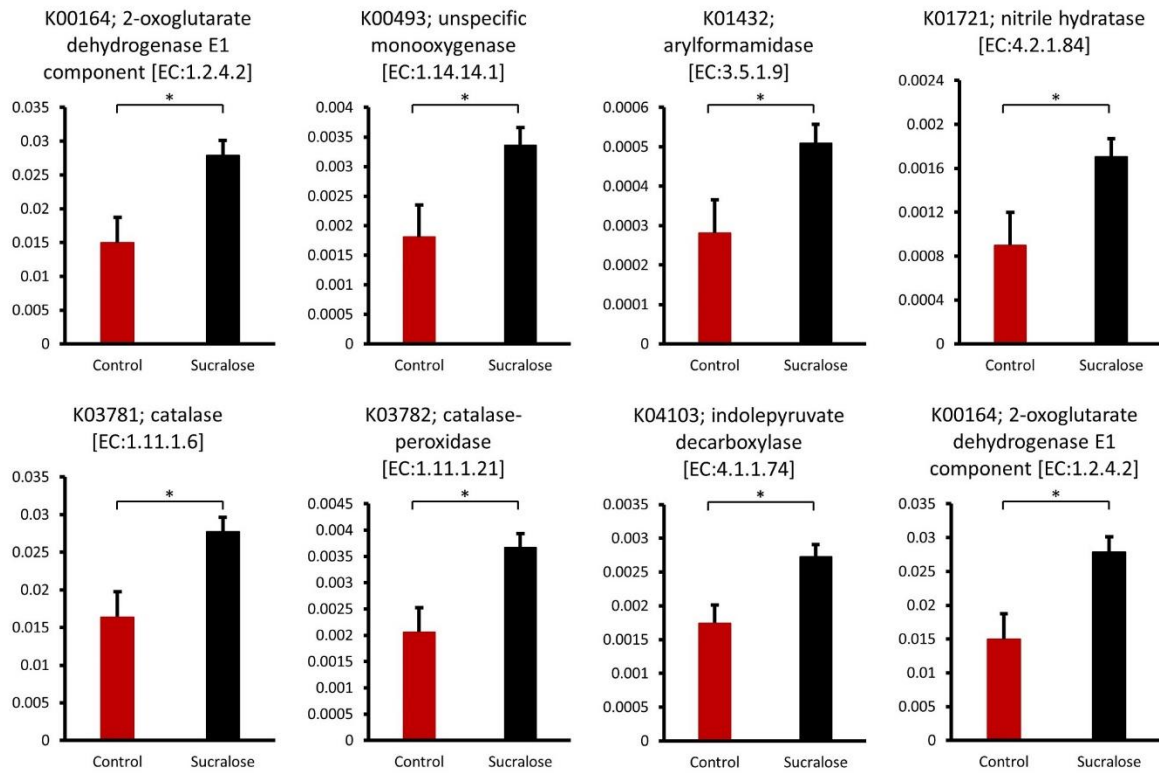 K00164; 2-oxoglutarate
dehydrogenase E1
component [EC:1.2.4.2]
0.035
0.03
0.025
0.02
0.015
0.01
0.005
0
*
Control Sucralose
K00493; unspecific
monooxygenase
[EC:1.14.14.1]
0.004
0.0035
0.003
0.0025
0.002
0.0015
0.001
0.0005
0
*
Control Sucralose
K01432;
arylformamidase
[EC:3.5.1.9]
0.0006
0.0005
0.0004
0.0003
0.0002
0.0001
0
*
Control Sucralose
K01721; nitrile hydratase
[EC:4.2.1.84]
0.0024
0.002
0.0016
0.0012
0.0008
0.0004
0
*
Control Sucralose
K03781; catalase
[EC:1.11.1.6]
0.035
0.03
0.025
0.02
0.015
0.01
0.005
0
*
Control Sucralose
K03782; catalase-
peroxidase
[EC:1.11.1.21]
0.0045
0.004
0.0035
0.003
0.0025
0.002
0.0015
0.001
0.0005
0
*
Control Sucralose
K04103; indolepyruvate
decarboxylase
[EC:4.1.1.74]
0.0035
0.003
0.0025
0.002
0.0015
0.001
0.0005
0
*
Control Sucralose
K00164; 2-oxoglutarate
dehydrogenase E1
component [EC:1.2.4.2]
0.035
0.03
0.025
0.02
0.015
0.01
0.005
0
*
Control Sucralose